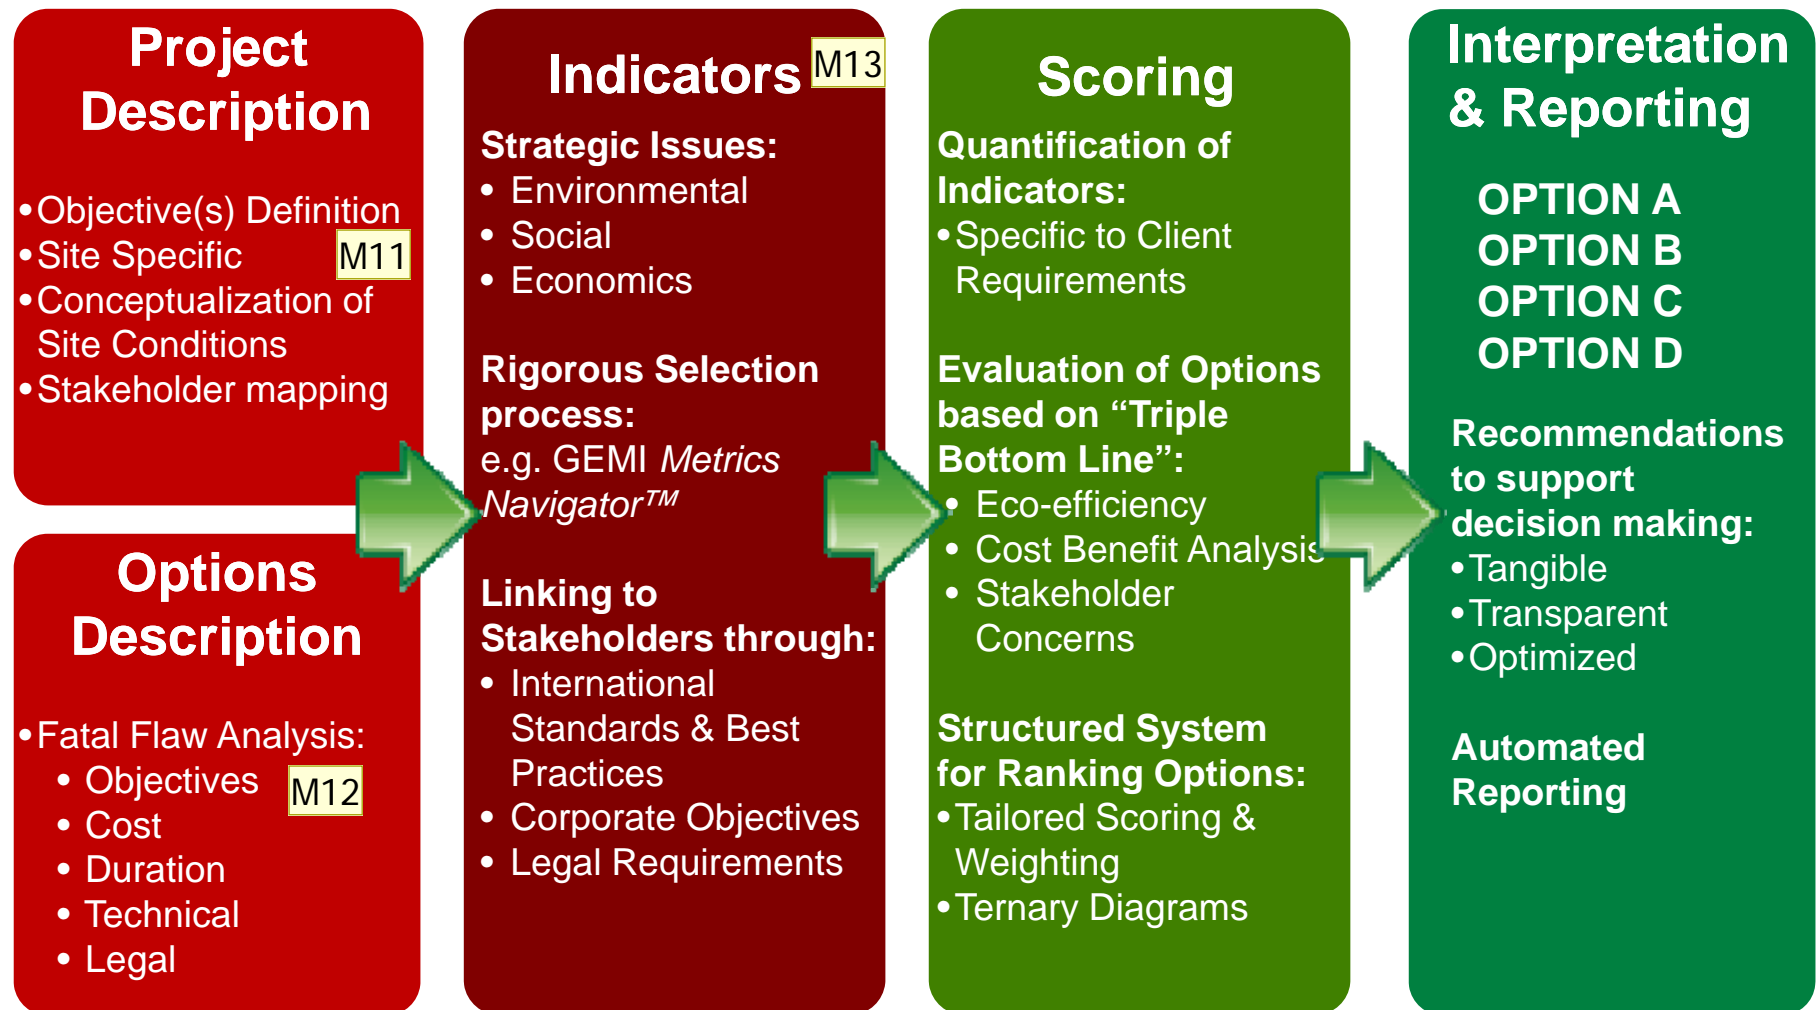 Project
Description
•Objective(s) Definition
•Site Specific
M11
•Conceptualization of
Site Conditions
•Stakeholder mapping
Options
Description
•Fatal Flaw Analysis:
• Objectives
M12
• Cost
• Duration
• Technical
• Legal
Indicators
M13
Strategic Issues:
• Environmental
• Social
• Economics
Rigorous Selection
process:
e.g. GEMI Metrics
Navigator™
Linking to
Stakeholders through:
• International
Standards & Best
Practices
• Corporate Objectives
• Legal Requirements
Scoring
Quantification of
Indicators:
•Specific to Client
Requirements
Evaluation of Options
based on “Triple
Bottom Line”:
• Eco-efficiency
• Cost Benefit Analysis
• Stakeholder
Concerns
Structured System
for Ranking Options:
•Tailored Scoring &
Weighting
•Ternary Diagrams
Interpretation
& Reporting
OPTION A
OPTION B
OPTION C
OPTION D
Recommendations
to support
decision making:
•Tangible
•Transparent
•Optimized
Automated
Reporting